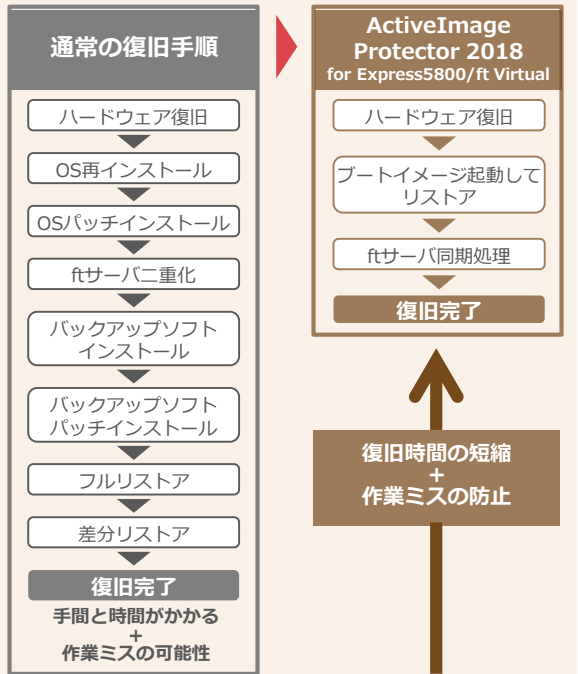 通常の復旧手順
ハードウェア復旧
OS再インストール
OSパッチインストール
ftサーバ二重化
バックアップソフト
インストール
バックアップソフト
パッチインストール
フルリストア
差分リストア
復旧完了
手間と時間がかかる
+
作業ミスの可能性
ActiveImage
Protector 2018
for Express5800/ft Virtual
ハードウェア復旧
ブートイメージ起動して
リストア
ftサーバ同期処理
復旧完了
復旧時間の短縮
+
作業ミスの防止